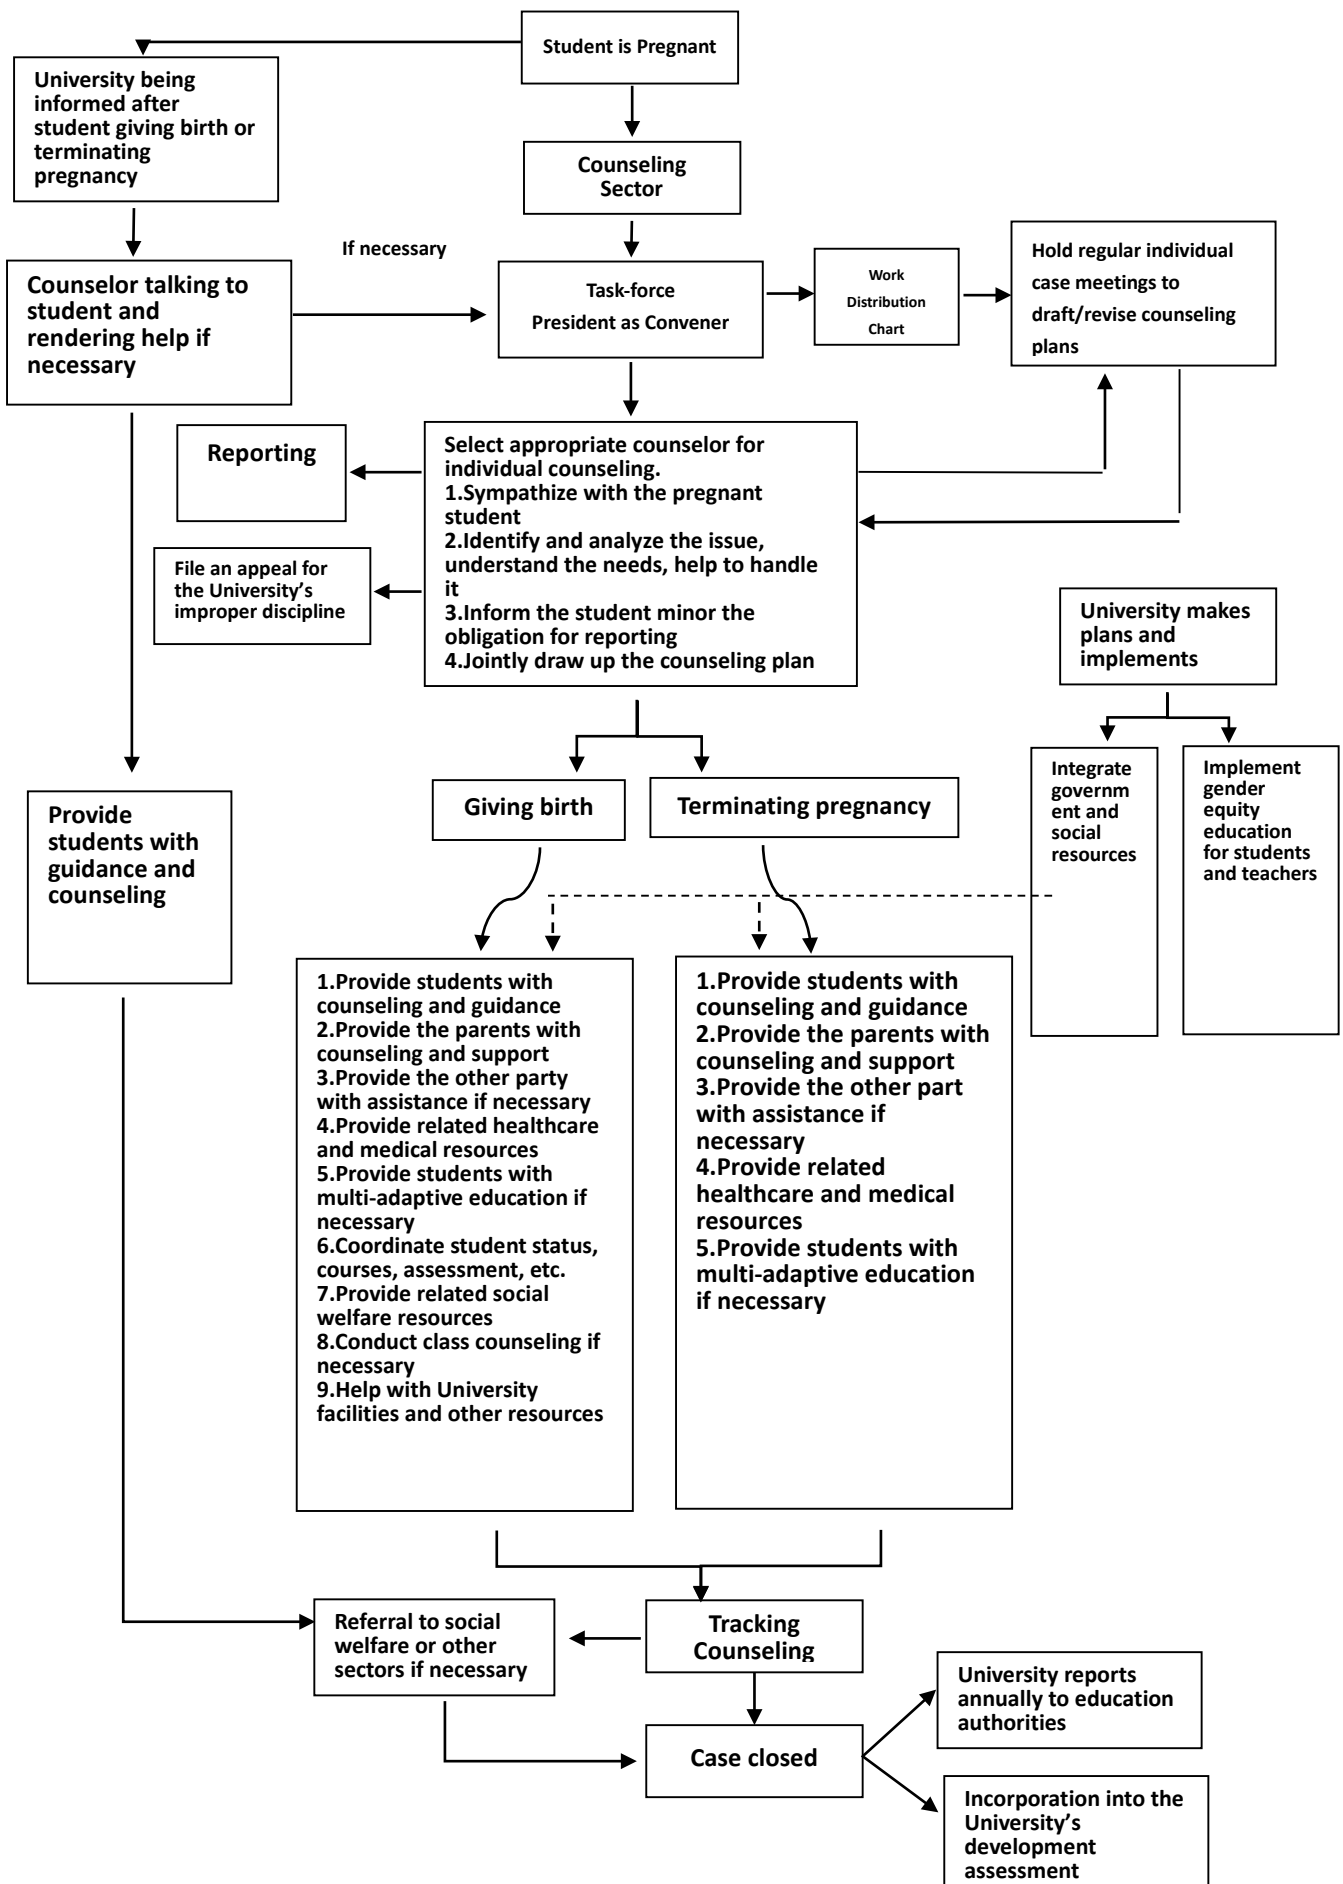 Student is Pregnant
University being
informed after
student giving birth or
terminating
pregnancy
Counseling
Sector
If necessary
Counselor talking to
student and
rendering help if
necessary
Task-force
President as Convener
Work
Distribution
Chart
Hold regular individual
case meetings to
draft/revise counseling
plans
Reporting
File an appeal for
the University’s
improper discipline
Select appropriate counselor for
individual counseling.
1.Sympathize with the pregnant
student
2.Identify and analyze the issue,
understand the needs, help to handle
it
3.Inform the student minor the
obligation for reporting
4.Jointly draw up the counseling plan
University makes
plans and
implements
Integrate
governm
ent and
social
resources
Implement
gender
equity
education
for students
and teachers
Provide
students with
guidance and
counseling
Giving birth
Terminating pregnancy
1.Provide students with
counseling and guidance
2.Provide the parents with
counseling and support
3.Provide the other party
with assistance if necessary
4.Provide related healthcare
and medical resources
5.Provide students with
multi-adaptive education if
necessary
6.Coordinate student status,
courses, assessment, etc.
7.Provide related social
welfare resources
8.Conduct class counseling if
necessary
9.Help with University
facilities and other resources
1.Provide students with
counseling and guidance
2.Provide the parents with
counseling and support
3.Provide the other part
with assistance if
necessary
4.Provide related
healthcare and medical
resources
5.Provide students with
multi-adaptive education
if necessary
Referral to social
welfare or other
sectors if necessary
Tracking
Counseling
Case closed
University reports
annually to education
authorities
Incorporation into the
University’s
development
assessment